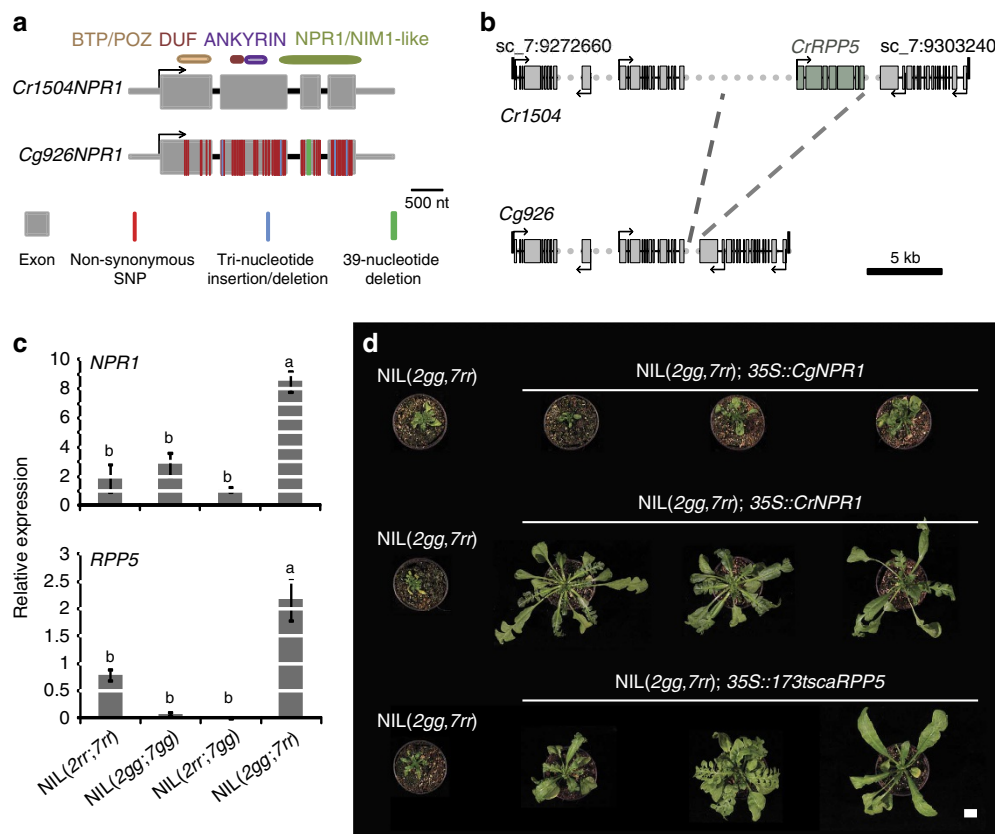 a
BTP/POZ DUF ANKYRIN NPR1/NIM1-like
Cr1504NPR1
Cg926NPR1
500 nt
Exon
Non-synonymous
SNP
Tri-nucleotide
insertion/deletion
39-nucleotide
deletion
b
sc_7:9272660
CrRPP5
sc_7:9303240
Cr1504
Cg926
5 kb
c
Relative expression
NPR1
10
8
6
4
2
0
b
b
b
a
RPP5
3
2.5
2
1.5
1
0.5
0
b
b
b
a
NIL(2rr;7rr)
NIL(2gg;7gg)
NIL(2rr;7gg)
NIL(2gg;7rr)
d
NIL(2gg,7rr)
NIL(2gg,7rr); 35S::CgNPR1
NIL(2gg,7rr)
NIL(2gg,7rr); 35S::CrNPR1
NIL(2gg,7rr)
NIL(2gg,7rr); 35S::173tscaRPP5